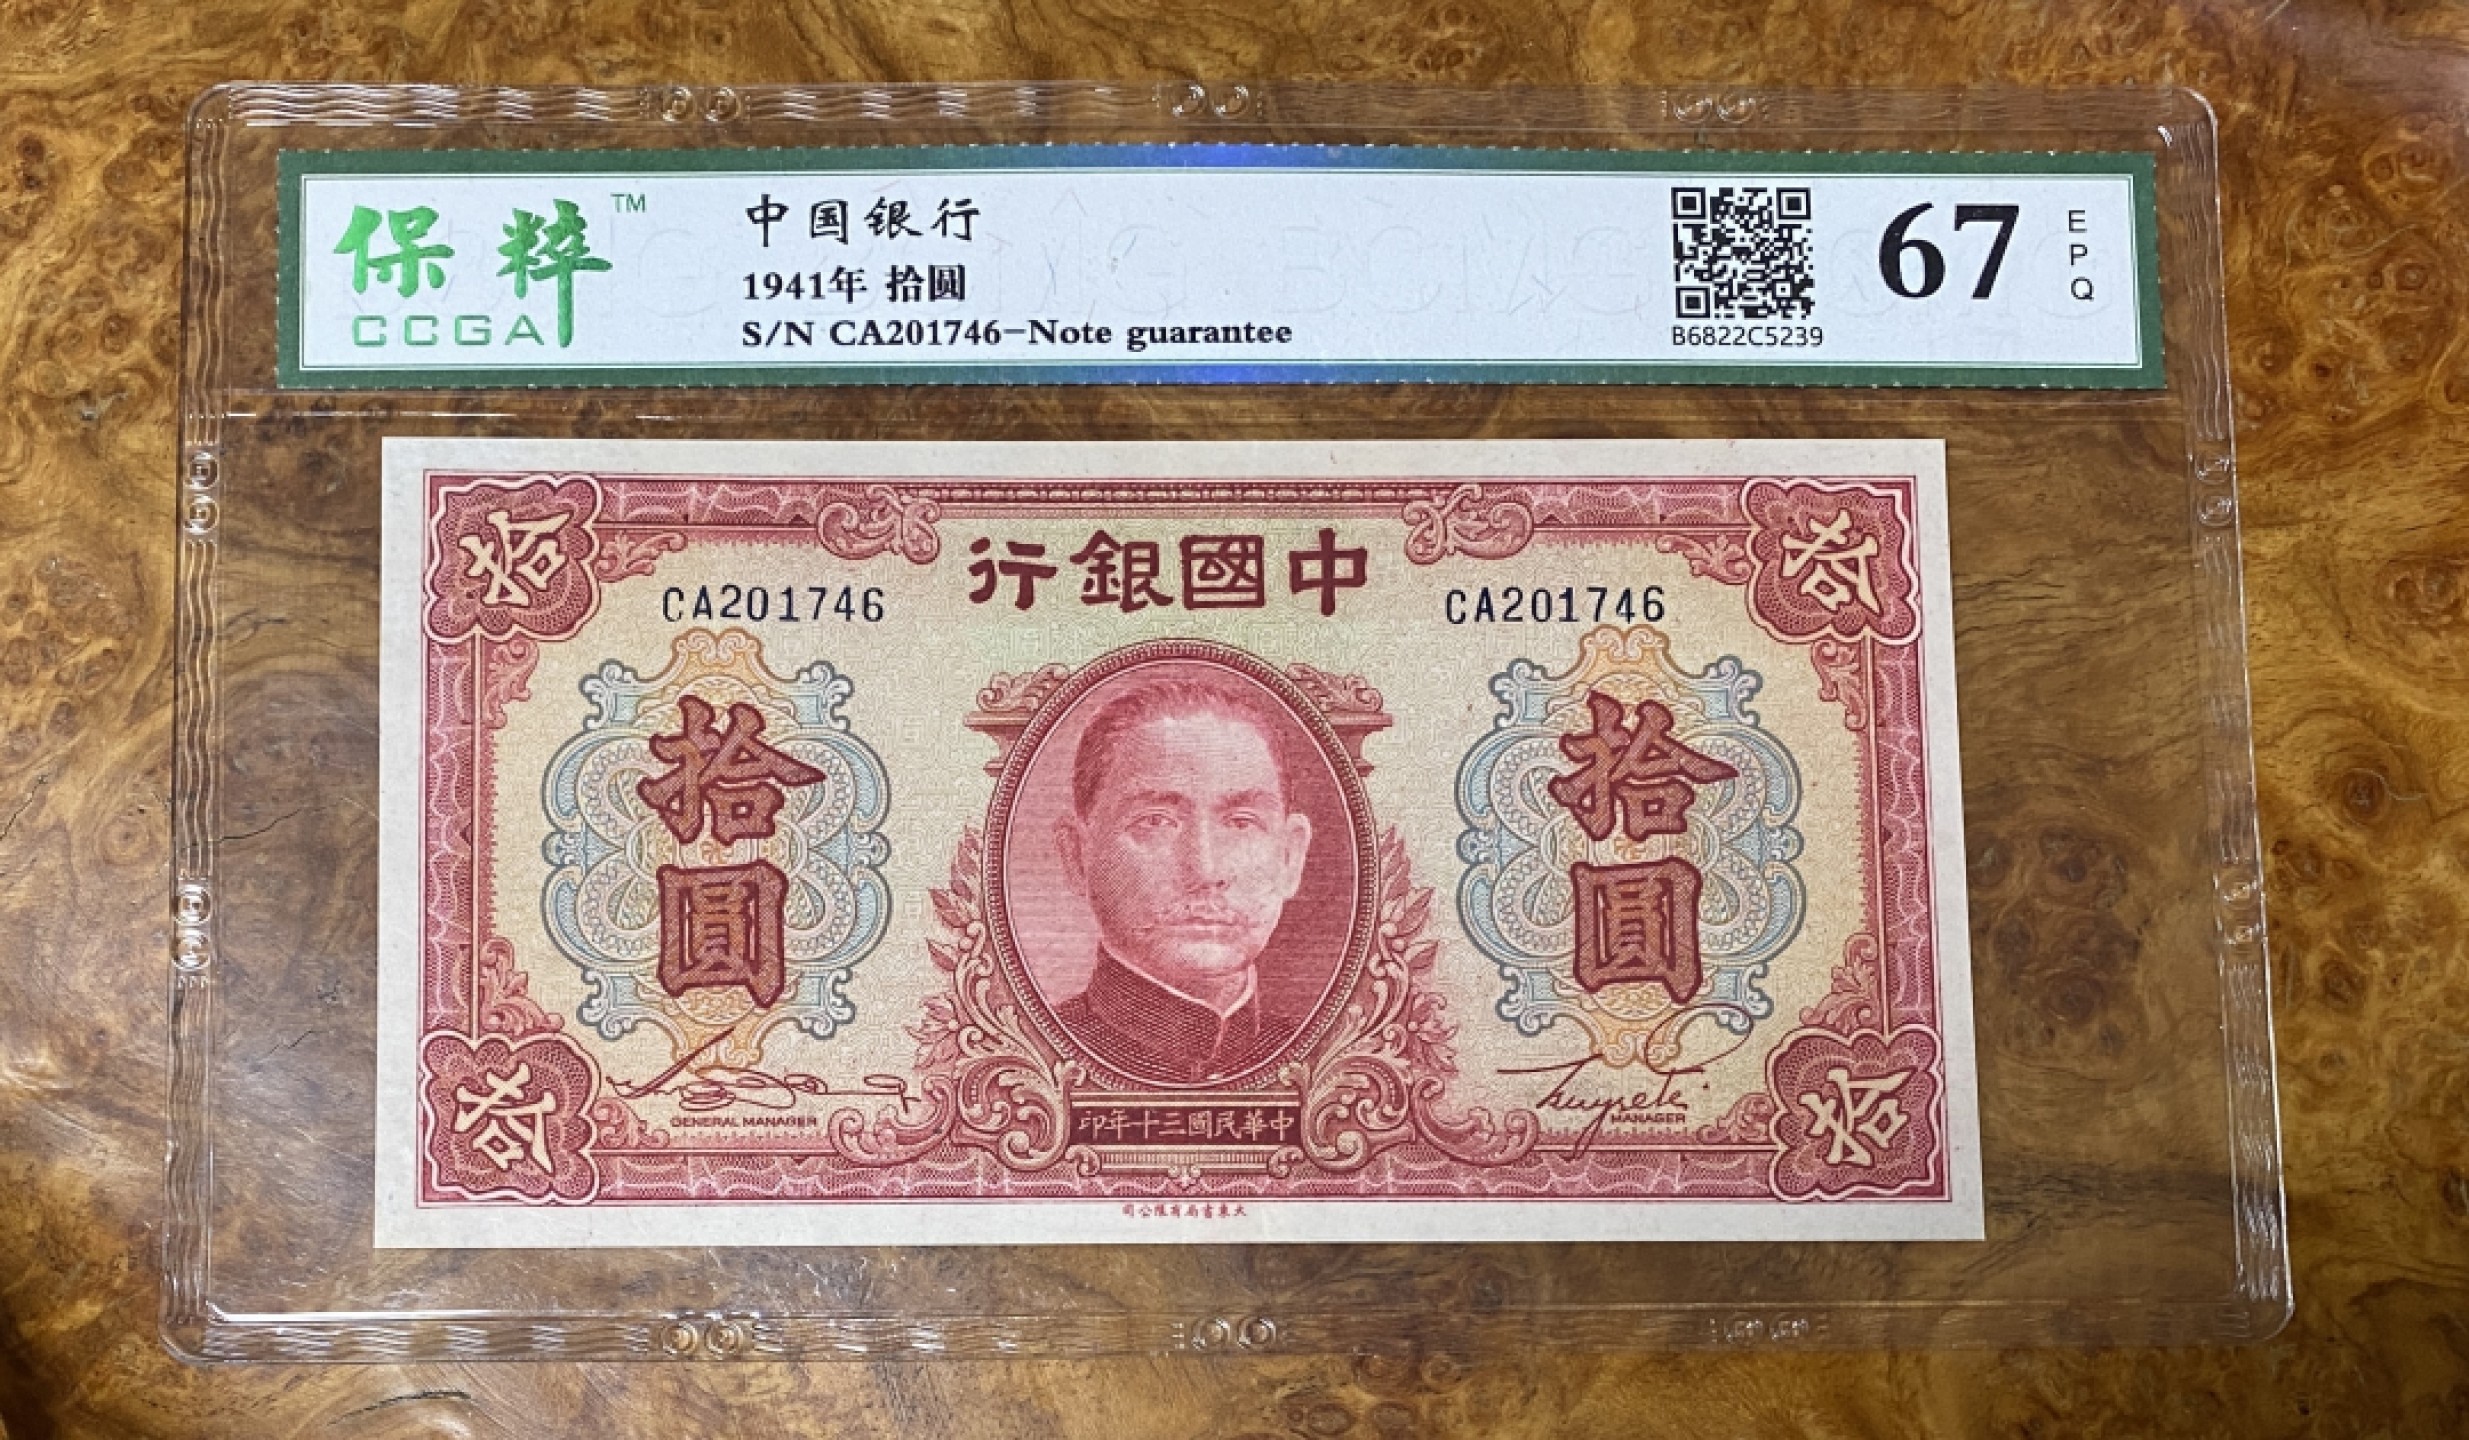 保粹™
CCGA
中国银行
1941年 拾圆
S/N CA201746-Note guarantee
B6822C5239
67
EPQ
拾
拾
行銀國中
CA201746
CA201746
拾圓
拾圓
GENERAL MANAGER
MANAGER
印年十三國民華中
拾
拾
司公限有局書東大